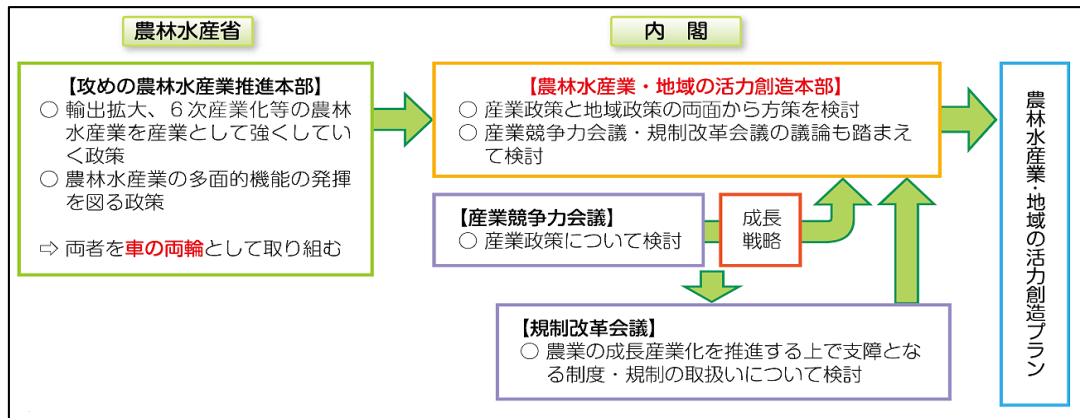 農林水産省
内　閣
【攻めの農林水産業推進本部】
○ 輸出拡大、６次産業化等の農林
水産業を産業として強くしてい
く政策
○ 農林水産業の多面的機能の発揮
を図る政策
⇨ 両者を車の両輪として取り組む
【農林水産業・地域の活力創造本部】
○ 産業政策と地域政策の両面から方策を検討
○ 産業競争力会議・規制改革会議の議論も踏まえ
て検討
【産業競争力会議】
○ 産業政策について検討
成長
戦略
【規制改革会議】
○ 農業の成長産業化を推進する上で支障とな
る制度・規制の取扱いについて検討
農林水産業・地域の活力創造プラン